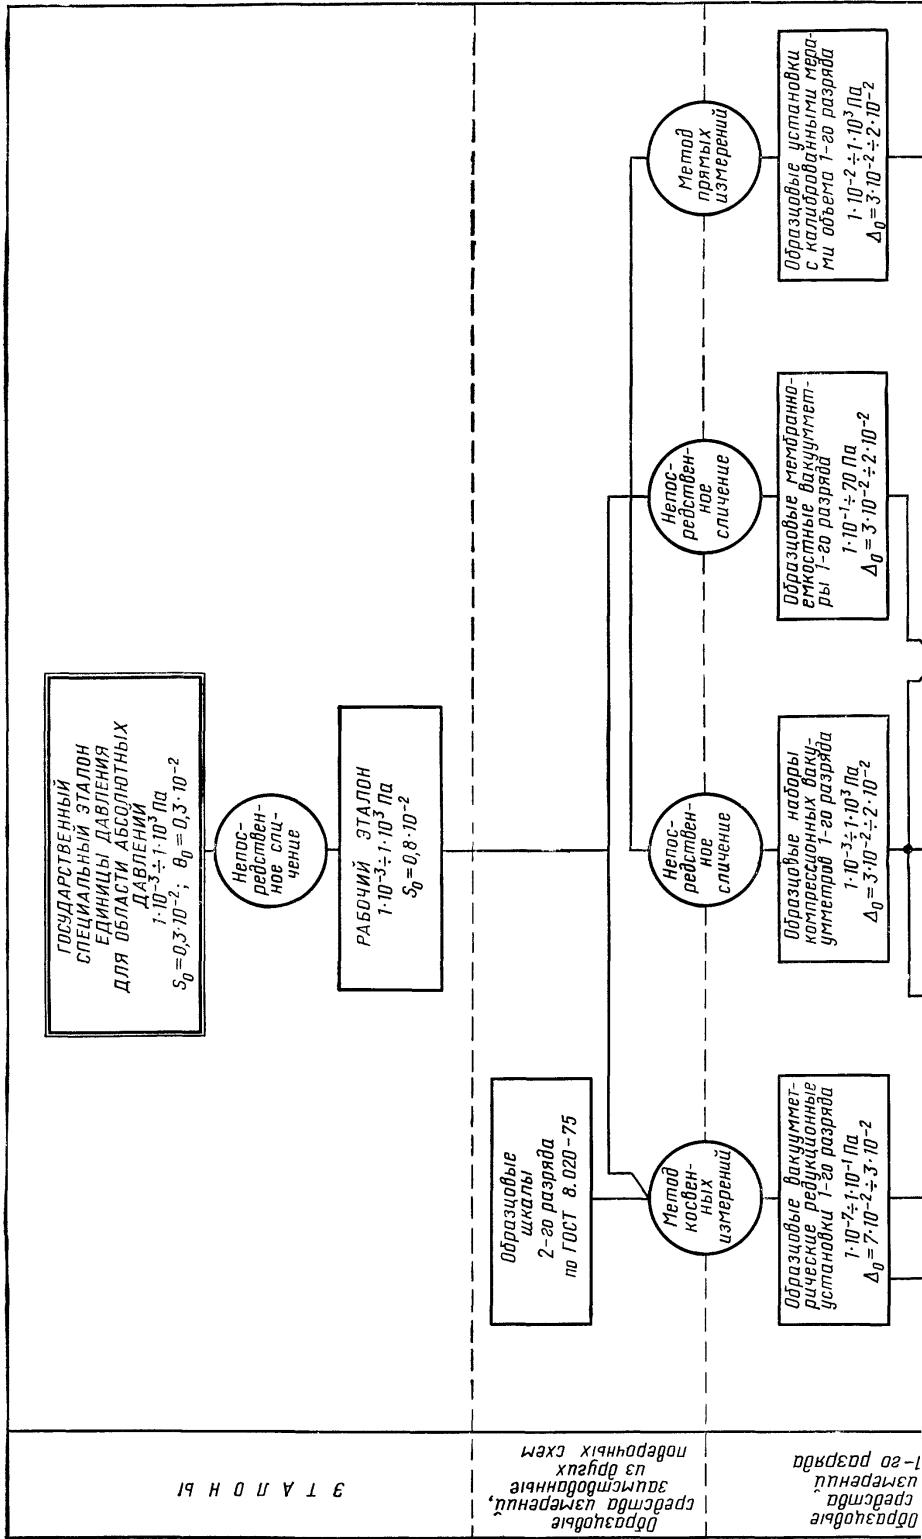 ЭТАЛОНЫ
ГОСУДАРСТВЕННЫЙ
СПЕЦИАЛЬНЫЙ ЭТАЛОН
ЕДИНИЦЫ ДАВЛЕНИЯ
ДЛЯ ОБЛАСТИ АБСОЛЮТНЫХ
ДАВЛЕНИЙ
1·10⁻³ ÷ 1·10³ Па
S₀=0,3·10⁻²; θ₀=0,3·10⁻²
Непос-
редствен-
ное сли-
чение
РАБОЧИЙ ЭТАЛОН
1·10⁻³÷1·10³ Па
S₀=0,8·10⁻²
Образцовые
средства измерений,
заимствованные
из других
поверочных схем
Образцовые
шкалы
2-го разряда
по ГОСТ 8.020-75
Метод
косвен-
ных
измерений
Непос-
редствен-
ное
сличение
Непос-
редствен-
ное
сличение
Метод
прямых
измерений
Образцовые
средства
измерений
1-го разряда
Образцовые вакууммет-
рические редукционные
установки 1-го разряда
1·10⁻⁷÷1·10⁻¹ Па
Δ₀=7·10⁻²÷3·10⁻²
Образцовые наборы
компрессионных ваку-
умметров 1-го разряда
1·10⁻³÷1·10³ Па
Δ₀=3·10⁻²÷2·10⁻²
Образцовые мембранно-
емкостные вакууммет-
ры 1-го разряда
1·10⁻¹÷70 Па
Δ₀=3·10⁻²÷2·10⁻²
Образцовые установки
с калиброванными мера-
ми объема 1-го разряда
1·10⁻²÷1·10³ Па
Δ₀=3·10⁻²÷2·10⁻²